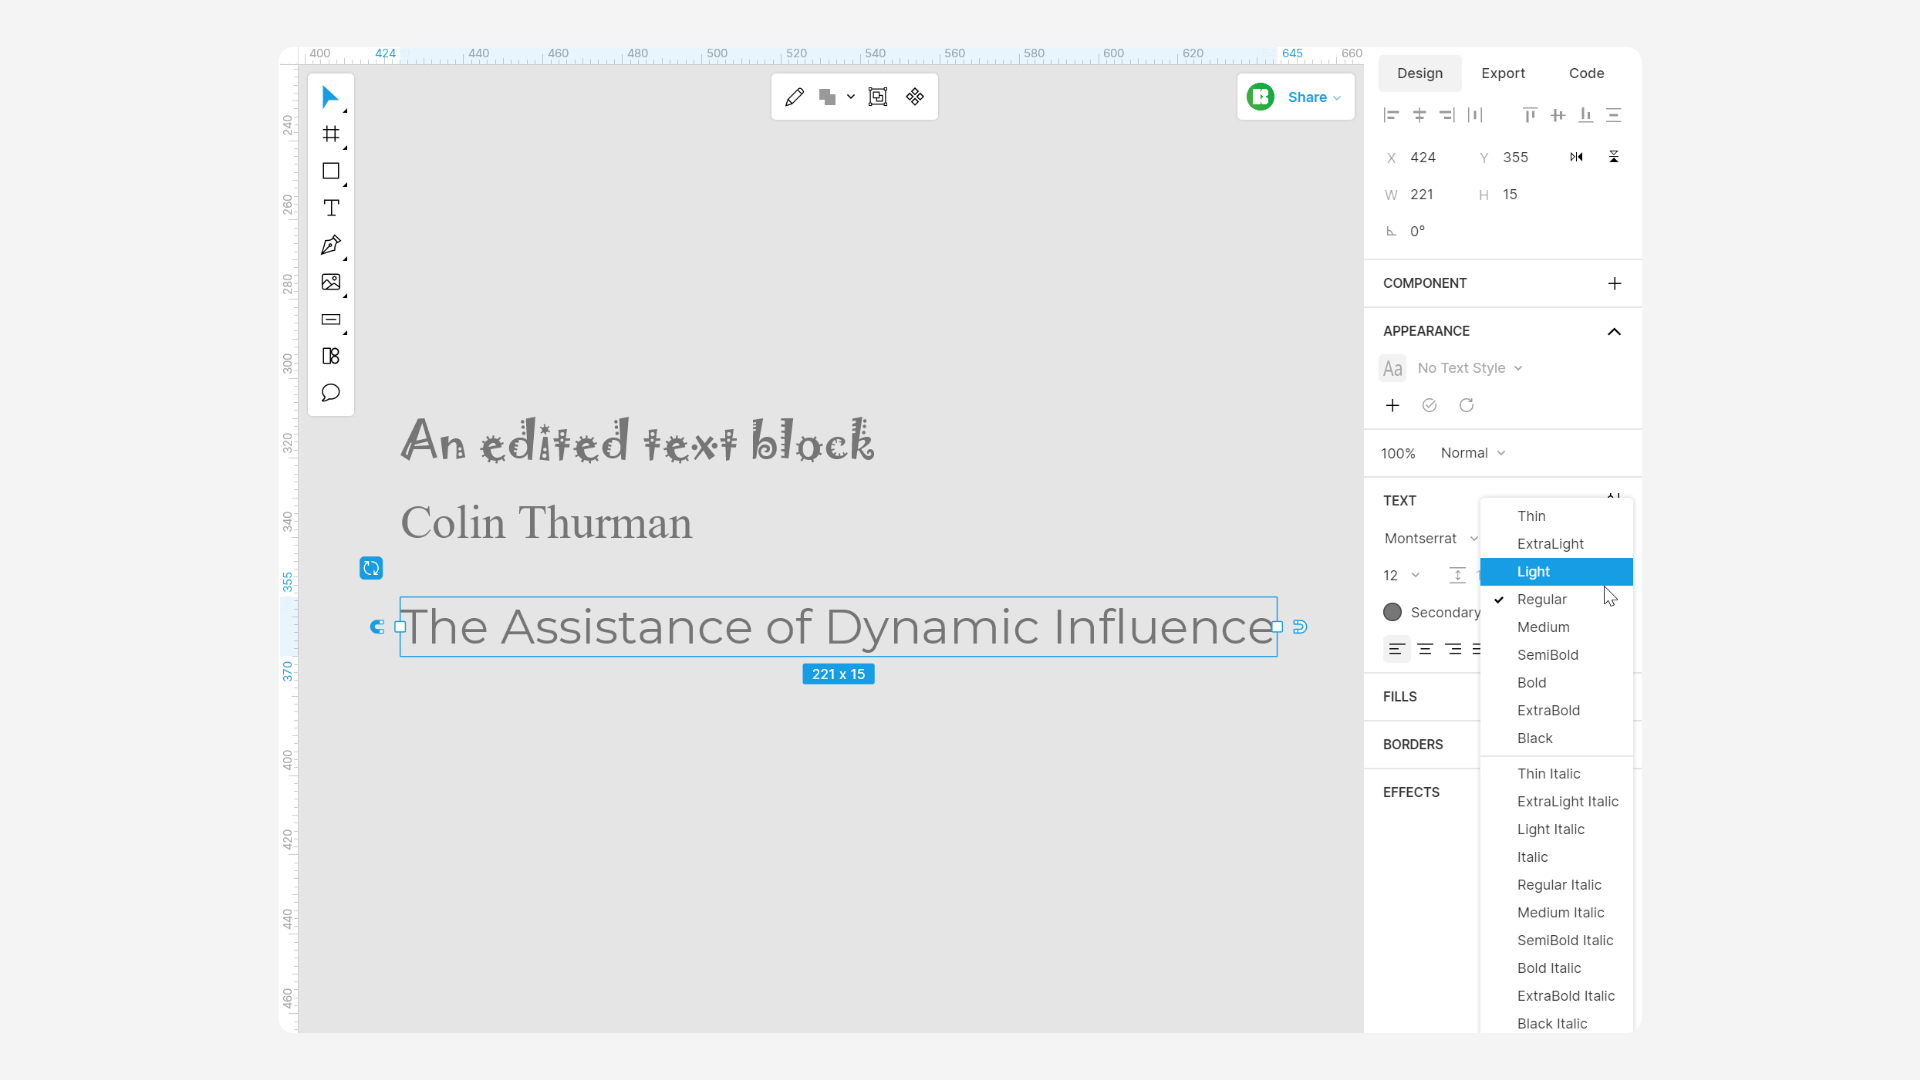 400 424 440 460 480 500 520 540 560 580 600 620 645 660
240
260
280
300
320
340
355
370
400
420
440
460
Share
An edited text block
Colin Thurman
The Assistance of Dynamic Influence
221 x 15
Design Export Code
X 424 Y 355
W 221 H 15
0°
COMPONENT
APPEARANCE
Aa No Text Style
100% Normal
TEXT
Montserrat
12
Secondary
FILLS
BORDERS
EFFECTS
Thin
ExtraLight
Light
Regular
Medium
SemiBold
Bold
ExtraBold
Black
Thin Italic
ExtraLight Italic
Light Italic
Italic
Regular Italic
Medium Italic
SemiBold Italic
Bold Italic
ExtraBold Italic
Black Italic